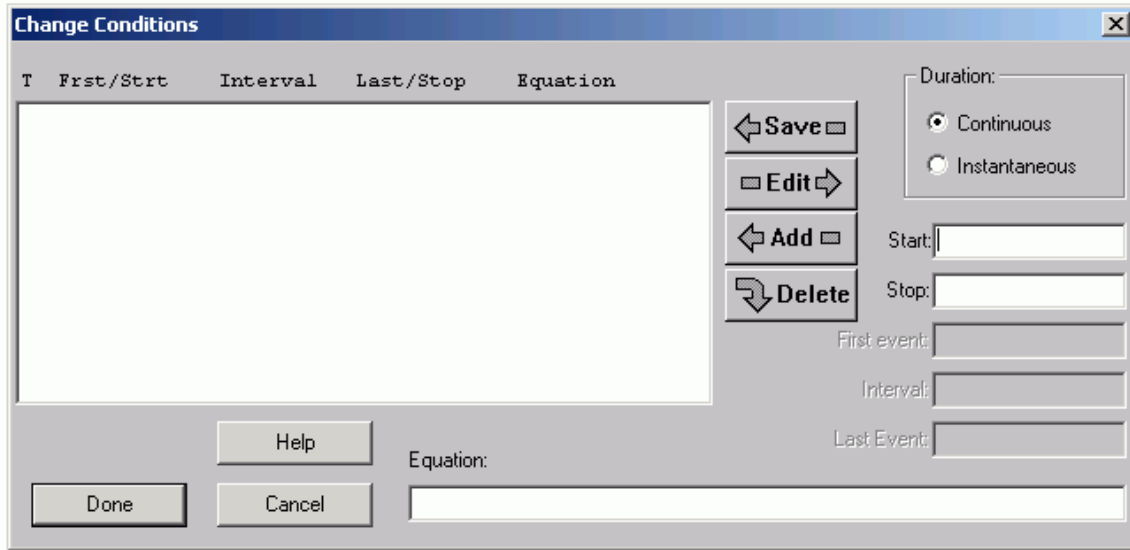 Change Conditions
T Frst/Strt Interval Last/Stop Equation
Duration:
Save
Continuous
Edit
Instantaneous
Add
Start:
Delete
Stop:
First event:
Interval:
Last Event:
Help
Equation:
Done
Cancel